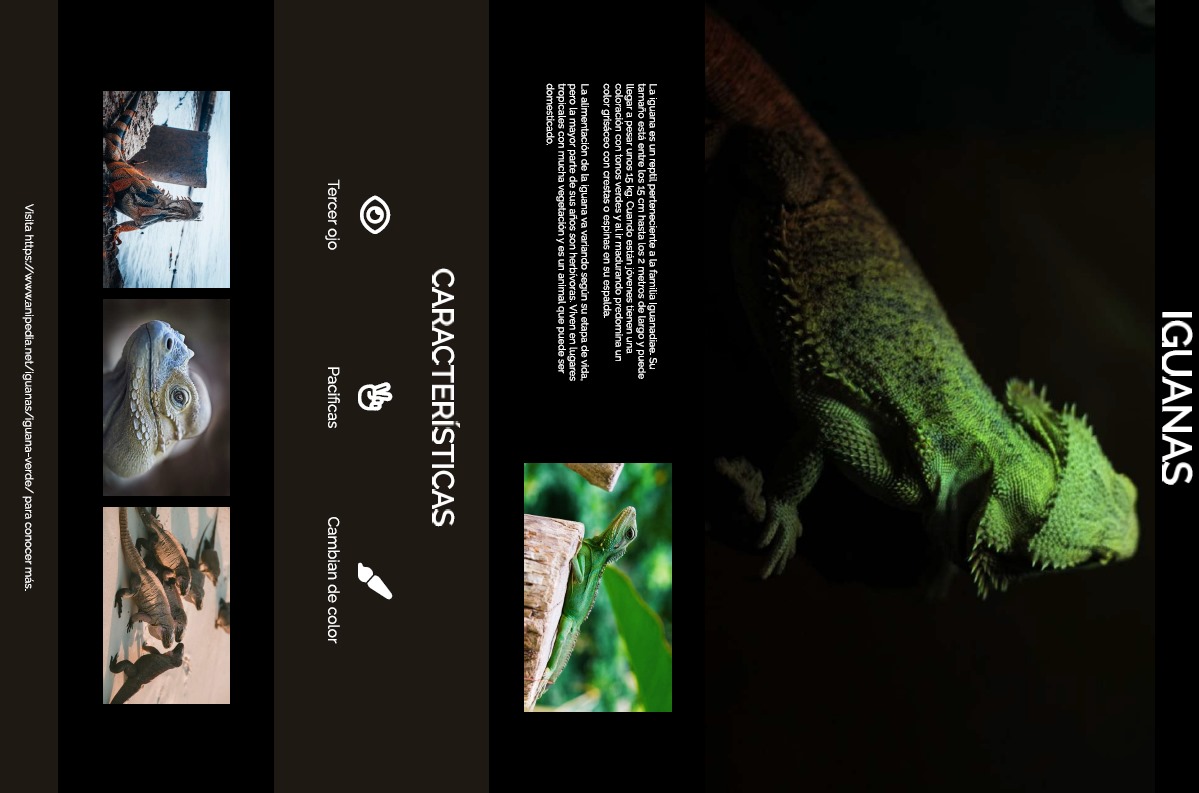 IGUANAS
La iguana es un reptil perteneciente a la familia Iguanadiae. Su
tamaño está entre los 15 cm hasta los 2 metros de largo y puede
llegar a pesar unos 15 kg. Cuando están jóvenes tienen una
coloración con tonos verdes y al ir madurando predomina un
color grisáceo con crestas o espinas en su espalda.
La alimentación de la iguana va variando según su etapa de vida,
pero la mayor parte de sus años son herbívoras. Viven en lugares
tropicales con mucha vegetación y es un animal que puede ser
domesticado.
CARACTERÍSTICAS
Tercer ojo
Pacificas
Cambian de color
Visita https://www.anipedia.net/iguanas/iguana-verde/ para conocer más.